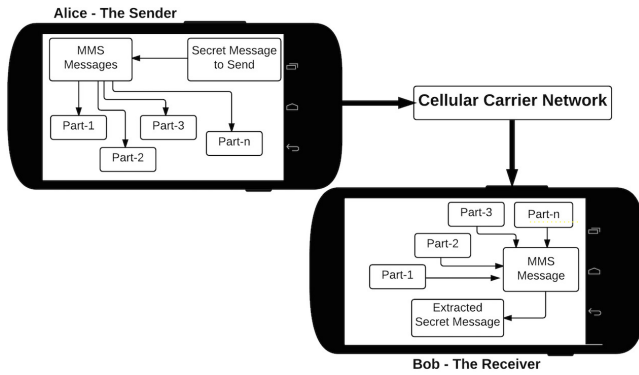 Alice - The Sender
MMS
Messages
Secret Message
to Send
Part-1
Part-2
Part-3
Part-n
Cellular Carrier Network
Part-3
Part-n
Part-2
Part-1
MMS
Message
Extracted
Secret Message
Bob - The Receiver